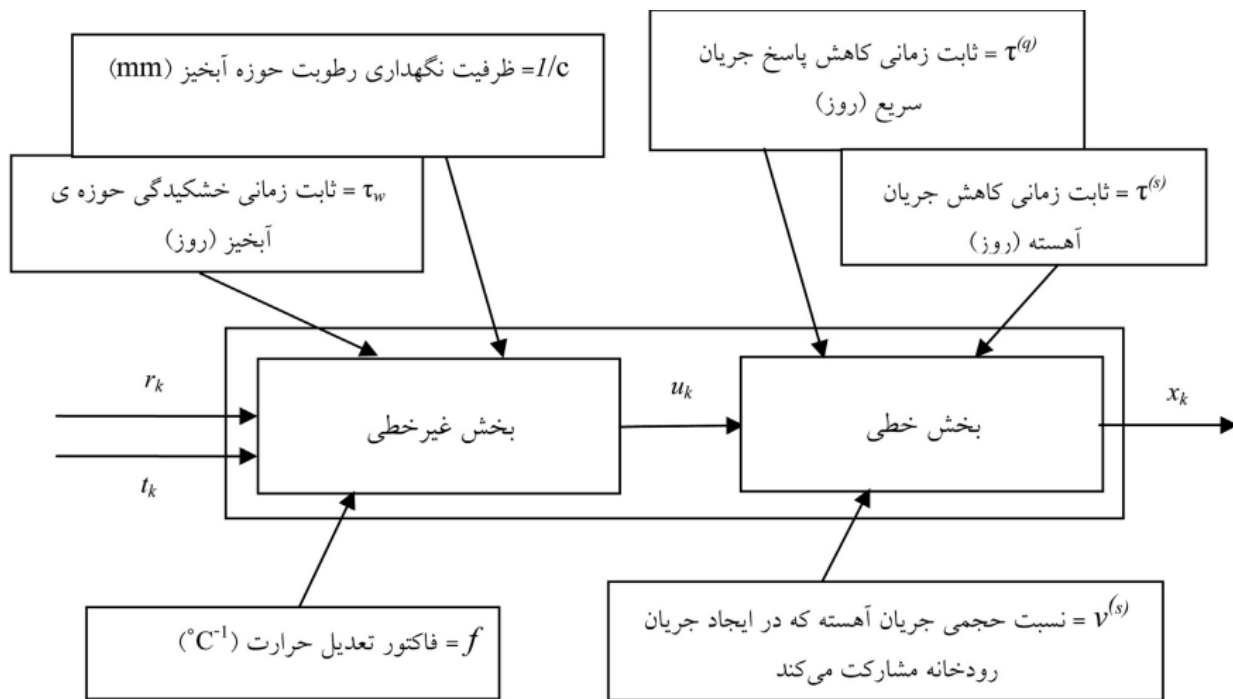 1/c= ظرفیت نگهداری رطوبت حوزه آبخیز (mm)
τw = ثابت زمانی خشکیدگی حوزه ی
آبخیز (روز)
τ(q) = ثابت زمانی کاهش پاسخ جریان
سریع (روز)
τ(s) = ثابت زمانی کاهش جریان
آهسته (روز)
rk
tk
بخش غیرخطی
uk
بخش خطی
xk
f = فاکتور تعدیل حرارت (°C-1)
v(s) = نسبت حجمی جریان آهسته که در ایجاد جریان
رودخانه مشارکت می‌کند